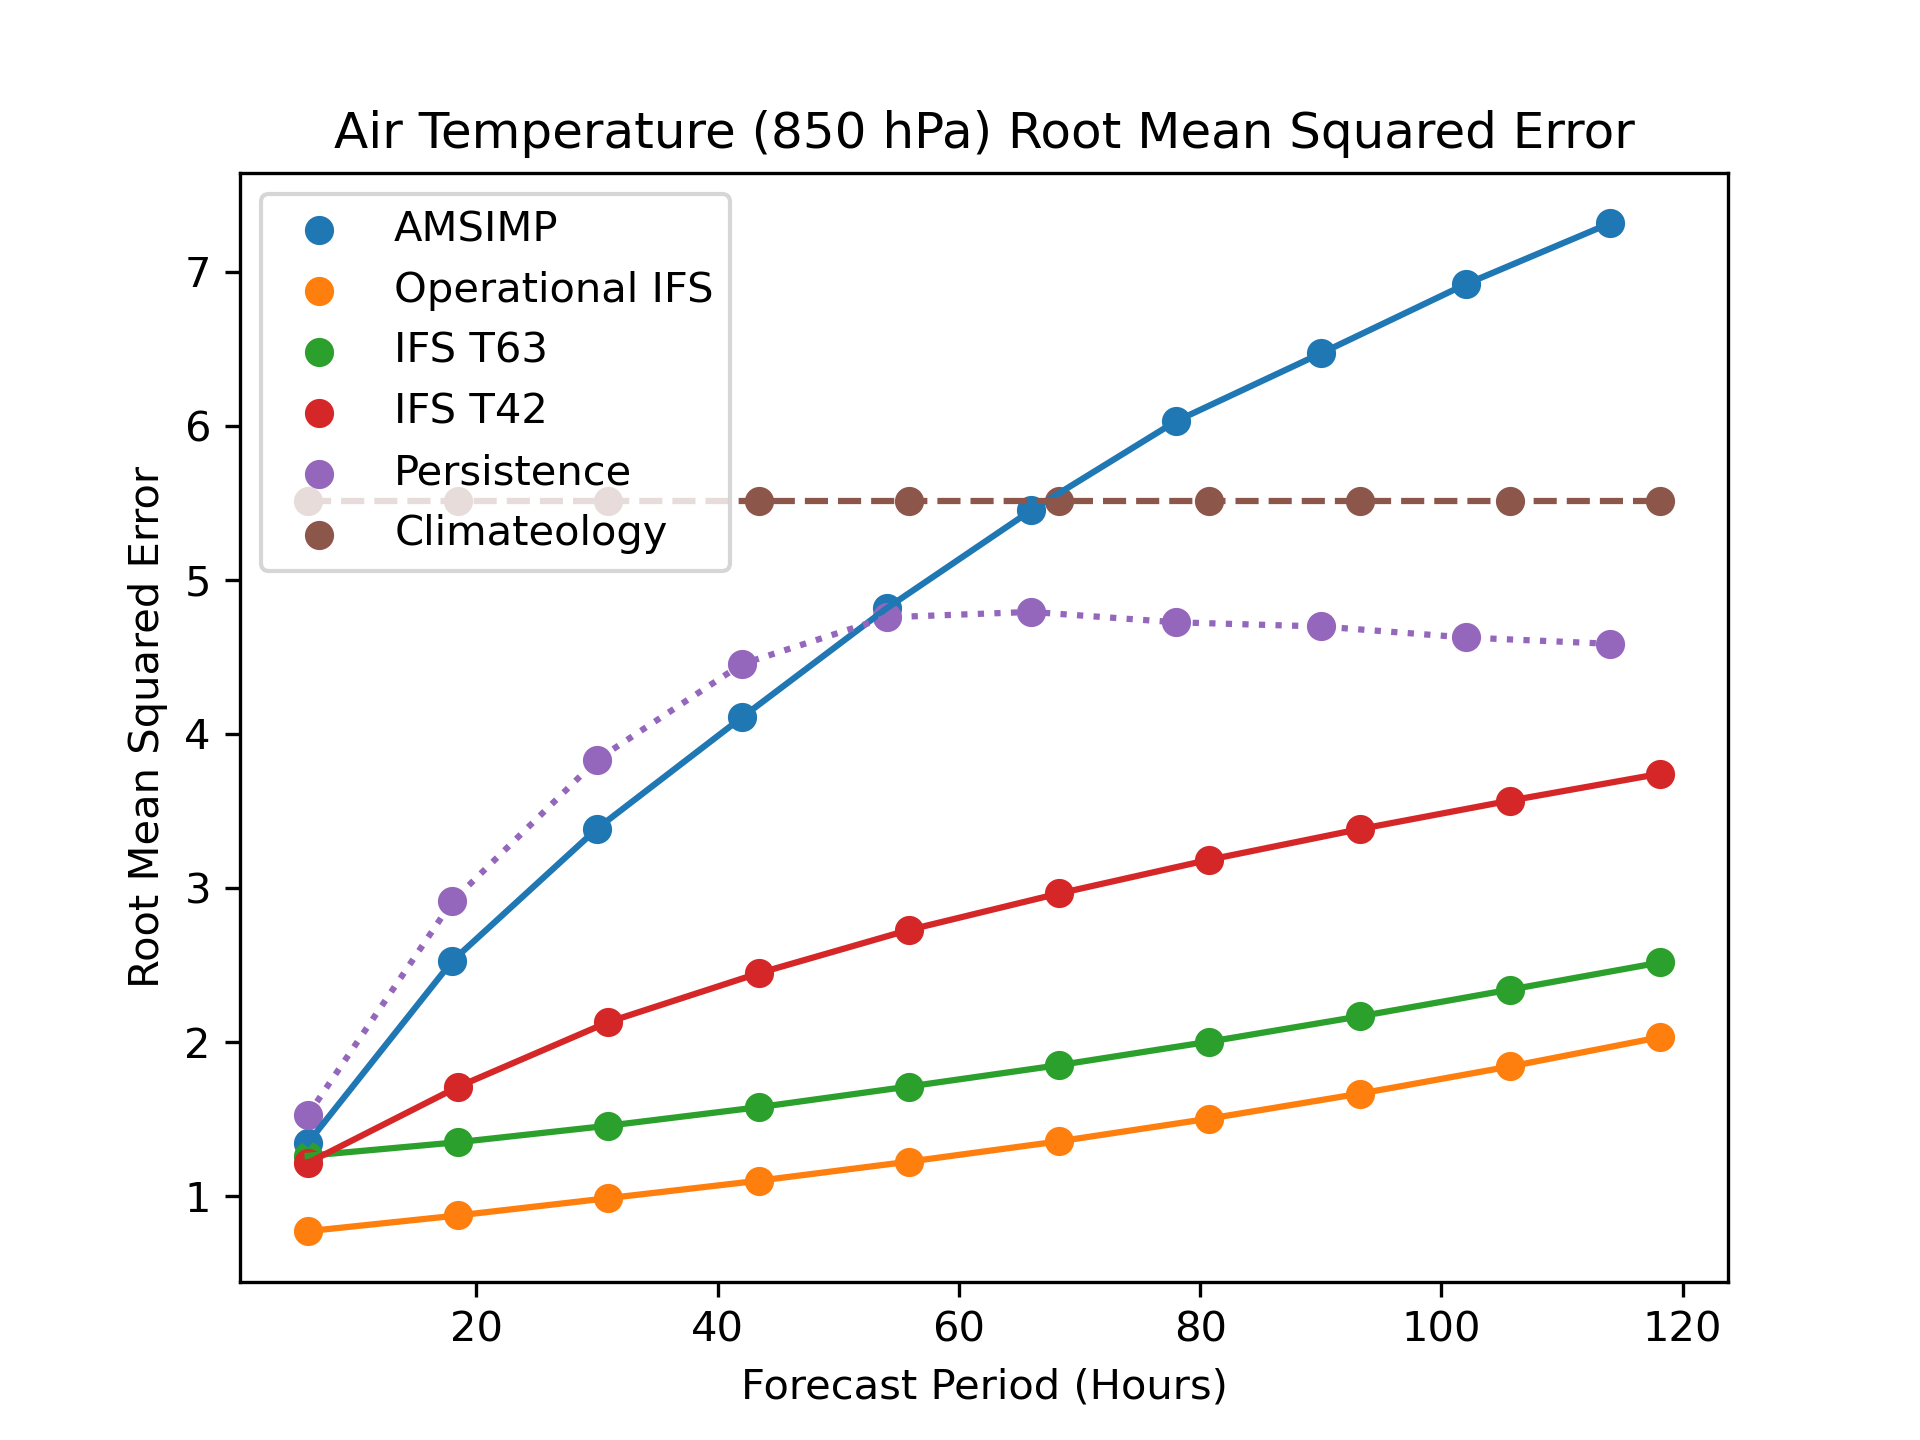 Air Temperature (850 hPa) Root Mean Squared Error
AMSIMP
Operational IFS
IFS T63
IFS T42
Persistence
Climateology
Root Mean Squared Error
7
6
5
4
3
2
1
20 40 60 80 100 120
Forecast Period (Hours)